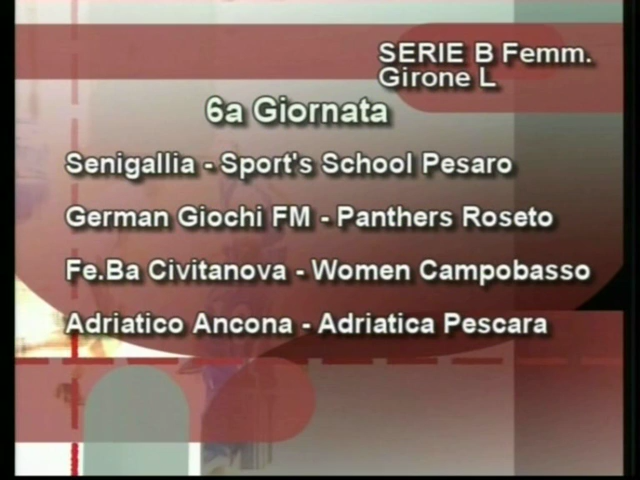 SERIE B Femm.
Girone L
6a Giornata
Senigallia - Sport's School Pesaro
German Giochi FM - Panthers Roseto
Fe.Ba Civitanova - Women Campobasso
Adriatico Ancona - Adriatica Pescara